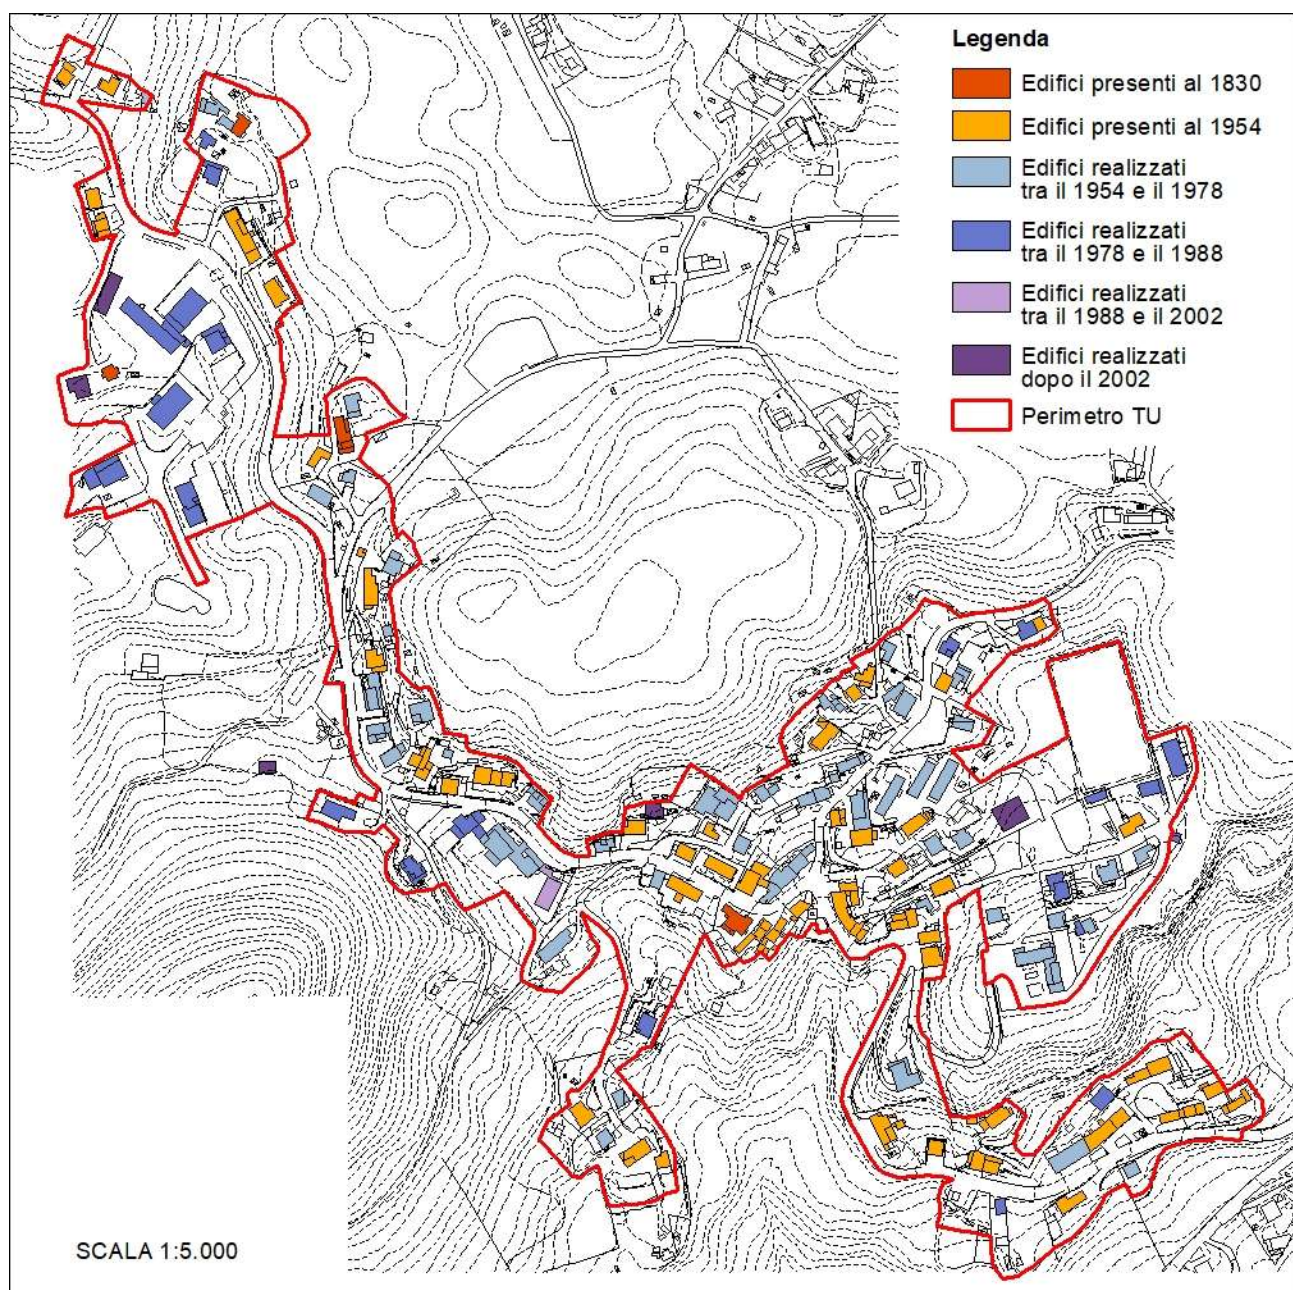 Legenda
Edifici presenti al 1830
Edifici presenti al 1954
Edifici realizzati
tra il 1954 e il 1978
Edifici realizzati
tra il 1978 e il 1988
Edifici realizzati
tra il 1988 e il 2002
Edifici realizzati
dopo il 2002
Perimetro TU
SCALA 1:5.000